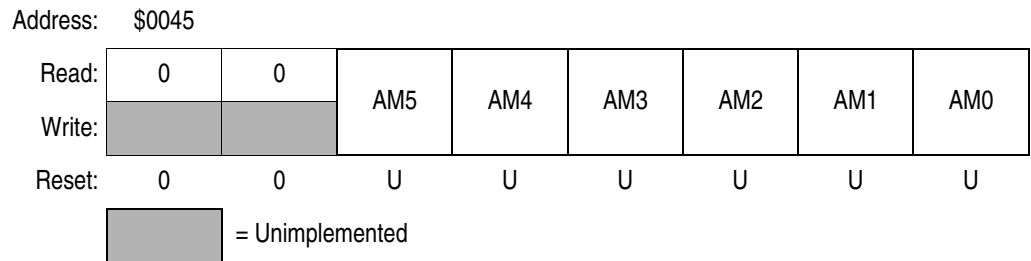 Address: $0045
Read: 0 0 AM5 AM4 AM3 AM2 AM1 AM0
Write:
Reset: 0 0 U U U U U U
= Unimplemented